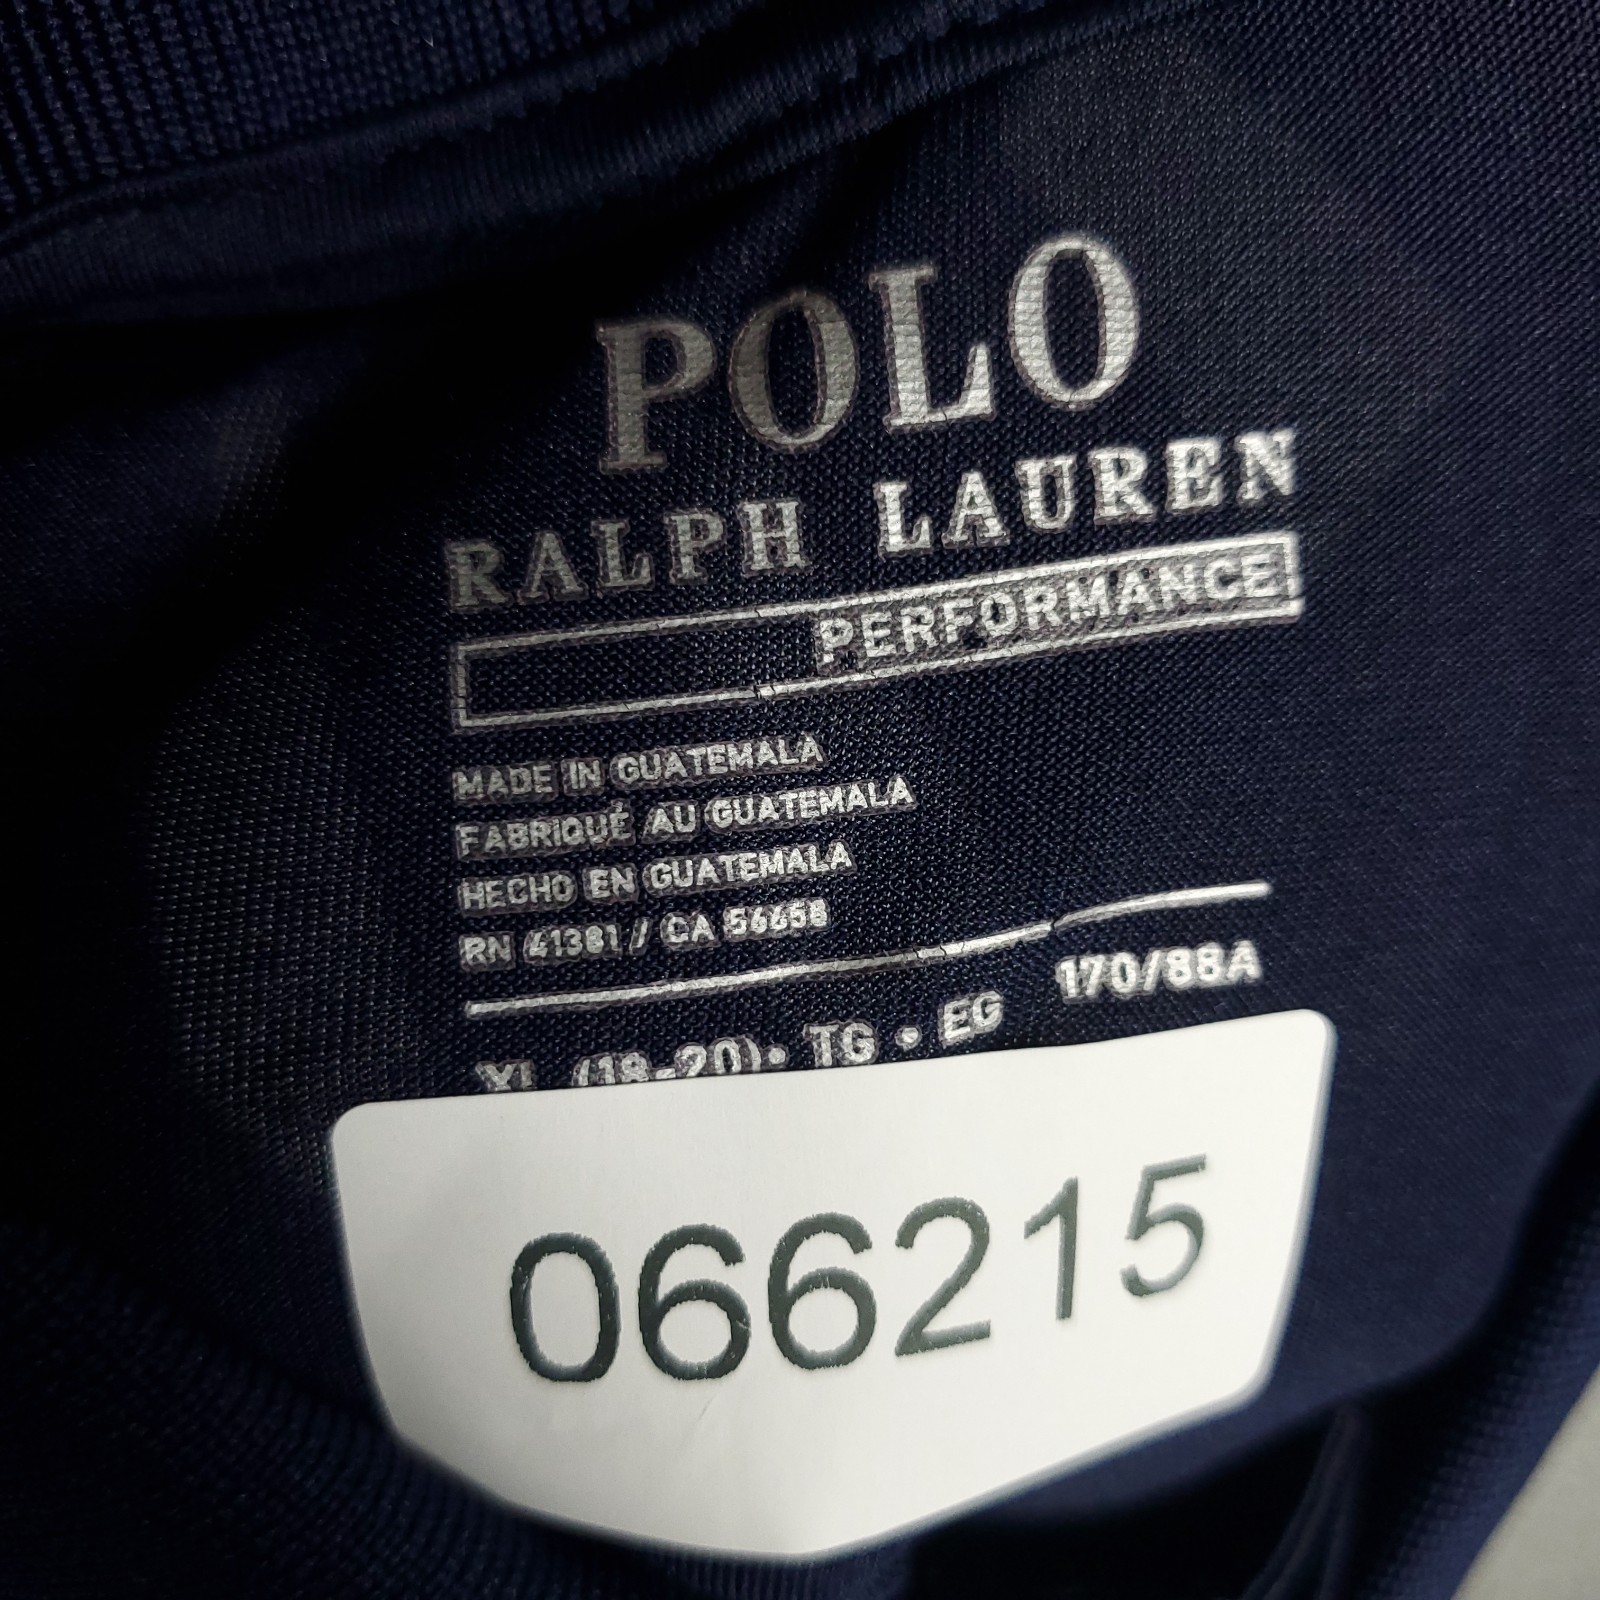 POLO
RALPH LAUREN
PERFORMANCE
MADE IN GUATEMALA
FABRIQUÉ AU GUATEMALA
HECHO EN GUATEMALA
RN 41381 / CA 56658
XL (18-20) • TG • EG 170/88A
066215